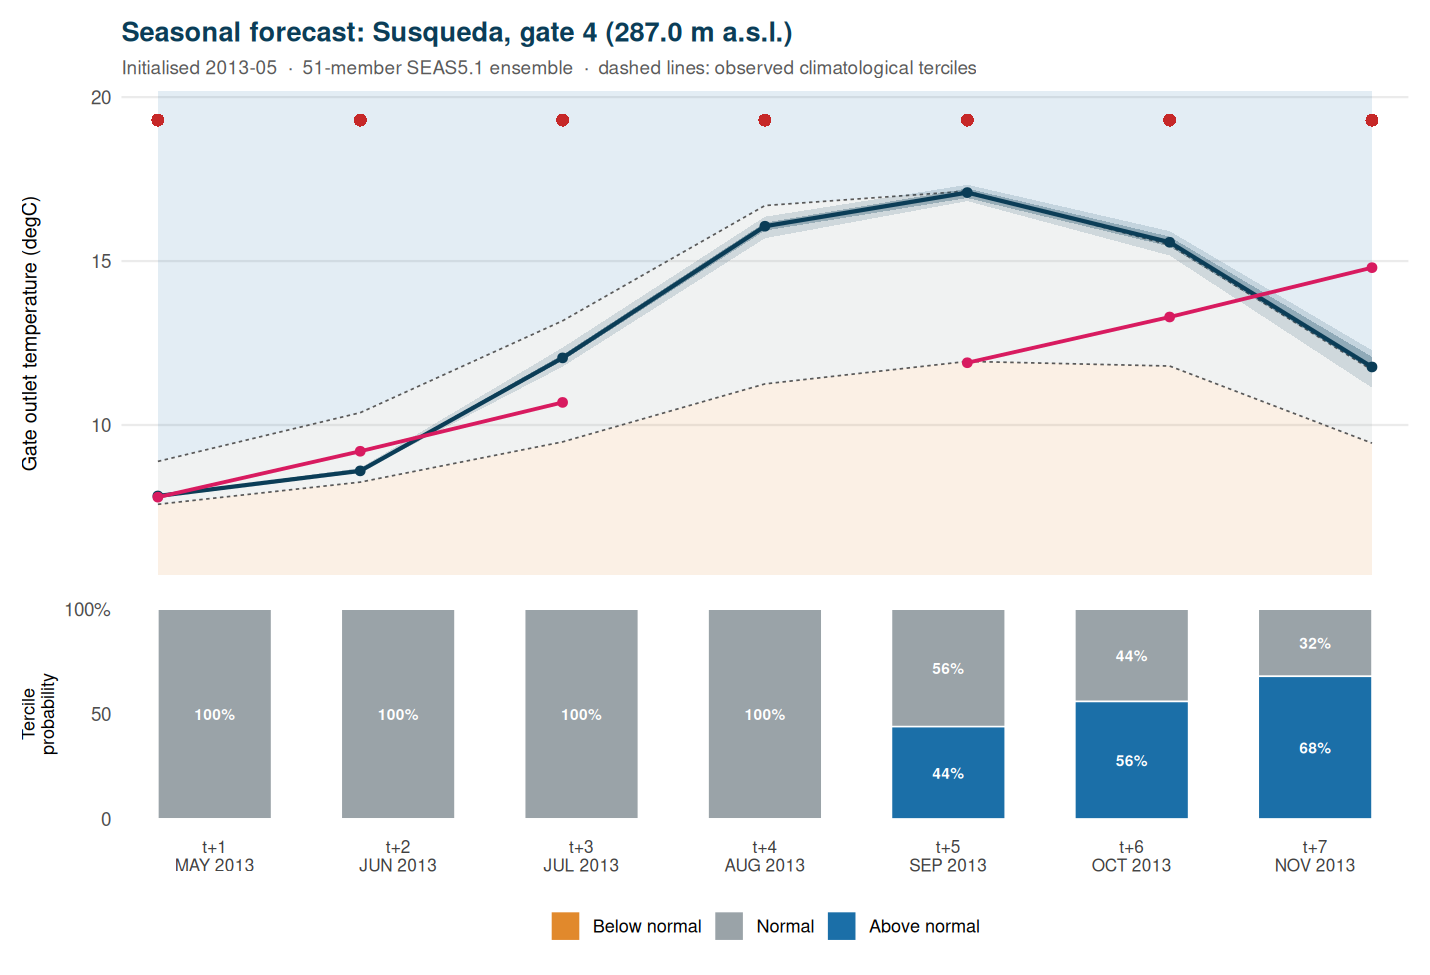 Seasonal forecast: Susqueda, gate 4 (287.0 m a.s.l.)
Initialised 2013-05 · 51-member SEAS5.1 ensemble · dashed lines: observed climatological terciles
Gate outlet temperature (degC)
20
15
10
Tercile
probability
100%
50
0
100%
100%
100%
100%
56%
44%
44%
56%
32%
68%
t+1
MAY 2013
t+2
JUN 2013
t+3
JUL 2013
t+4
AUG 2013
t+5
SEP 2013
t+6
OCT 2013
t+7
NOV 2013
Below normal
Normal
Above normal